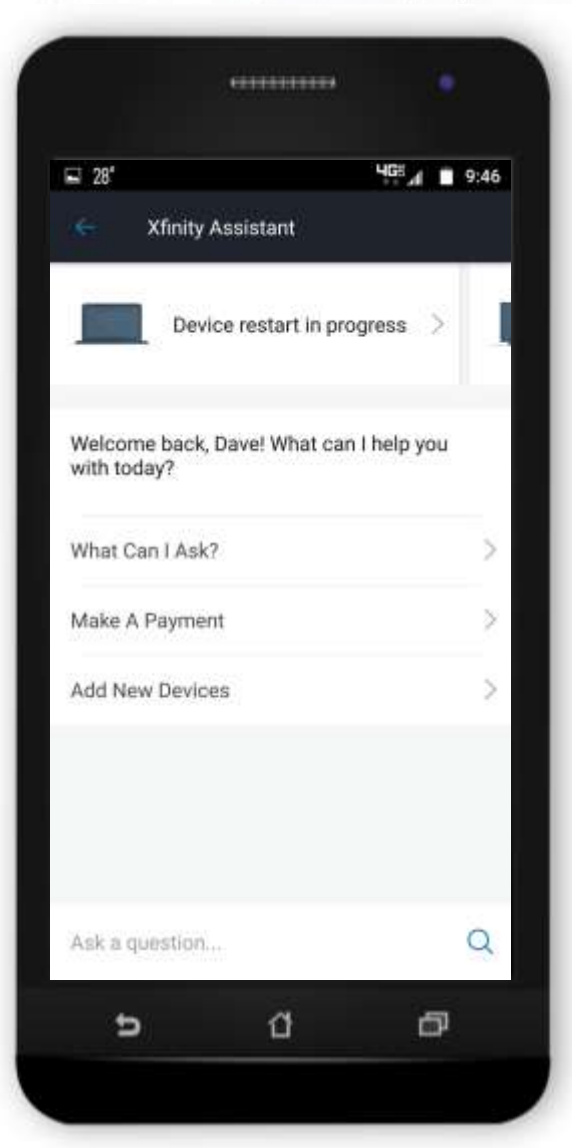 28°
4G
9:46
Xfinity Assistant
Device restart in progress
Welcome back, Dave! What can I help you
with today?
What Can I Ask?
Make A Payment
Add New Devices
Ask a question...